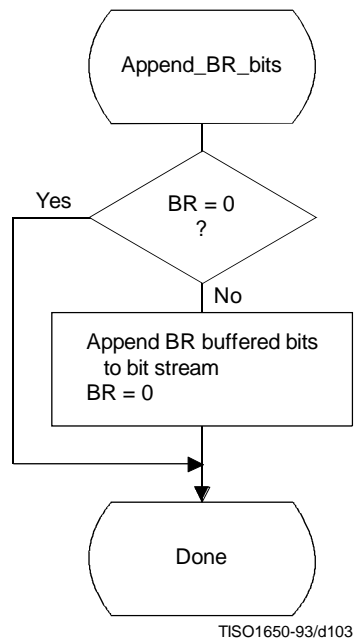 Append_BR_bits
Yes
BR = 0
?
No
Append BR buffered bits
to bit stream
BR = 0
Done
TISO1650-93/d103